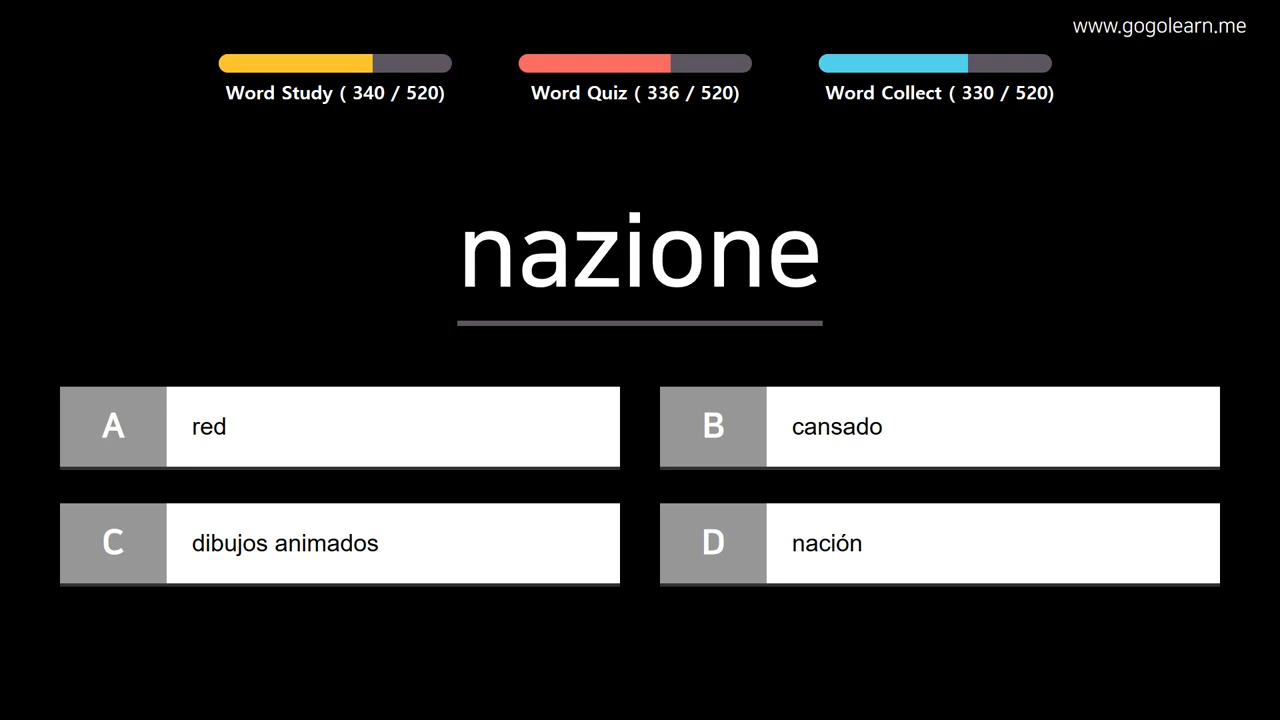 www.gogolearn.me
Word Study ( 340 / 520)
Word Quiz ( 336 / 520)
Word Collect ( 330 / 520)
nazione
A red
B cansado
C dibujos animados
D nación